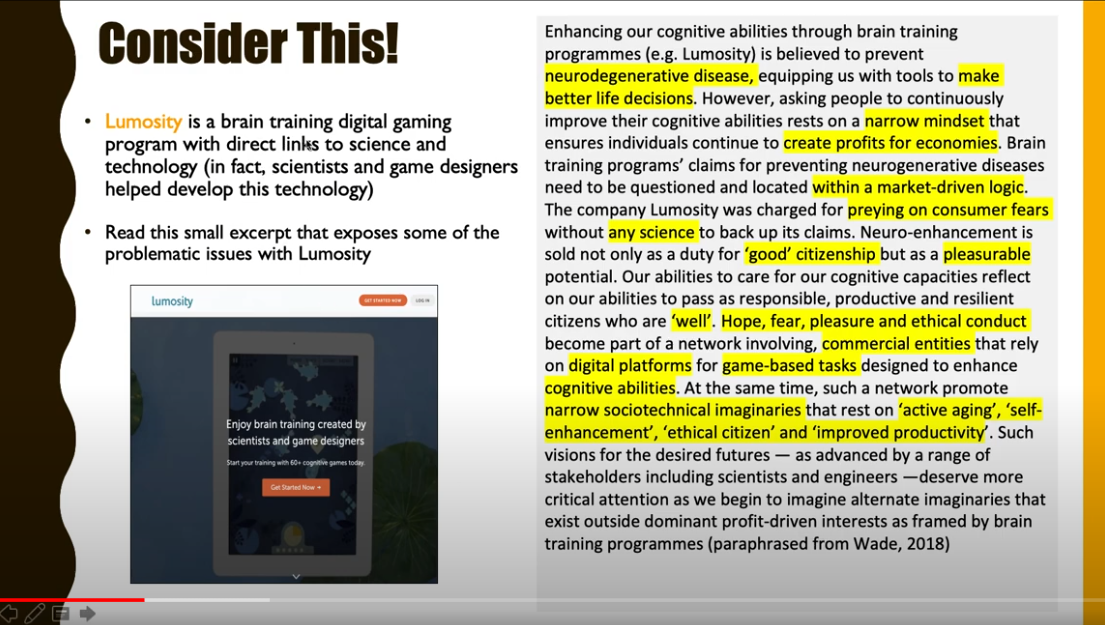 Consider This!
• Lumosity is a brain training digital gaming
program with direct links to science and
technology (in fact, scientists and game designers
helped develop this technology)
• Read this small excerpt that exposes some of the
problematic issues with Lumosity
lumosity
GET STARTED NOW
LOG IN
Enjoy brain training created by
scientists and game designers
Start your training with 60+ cognitive games today.
Get Started Now →
Enhancing our cognitive abilities through brain training
programmes (e.g. Lumosity) is believed to prevent
neurodegenerative disease, equipping us with tools to make
better life decisions. However, asking people to continuously
improve their cognitive abilities rests on a narrow mindset that
ensures individuals continue to create profits for economies. Brain
training programs’ claims for preventing neurogenerative diseases
need to be questioned and located within a market-driven logic.
The company Lumosity was charged for preying on consumer fears
without any science to back up its claims. Neuro-enhancement is
sold not only as a duty for ‘good’ citizenship but as a pleasurable
potential. Our abilities to care for our cognitive capacities reflect
on our abilities to pass as responsible, productive and resilient
citizens who are ‘well’. Hope, fear, pleasure and ethical conduct
become part of a network involving, commercial entities that rely
on digital platforms for game-based tasks designed to enhance
cognitive abilities. At the same time, such a network promote
narrow sociotechnical imaginaries that rest on ‘active aging’, ‘self-
enhancement’, ‘ethical citizen’ and ‘improved productivity’. Such
visions for the desired futures — as advanced by a range of
stakeholders including scientists and engineers —deserve more
critical attention as we begin to imagine alternate imaginaries that
exist outside dominant profit-driven interests as framed by brain
training programmes (paraphrased from Wade, 2018)